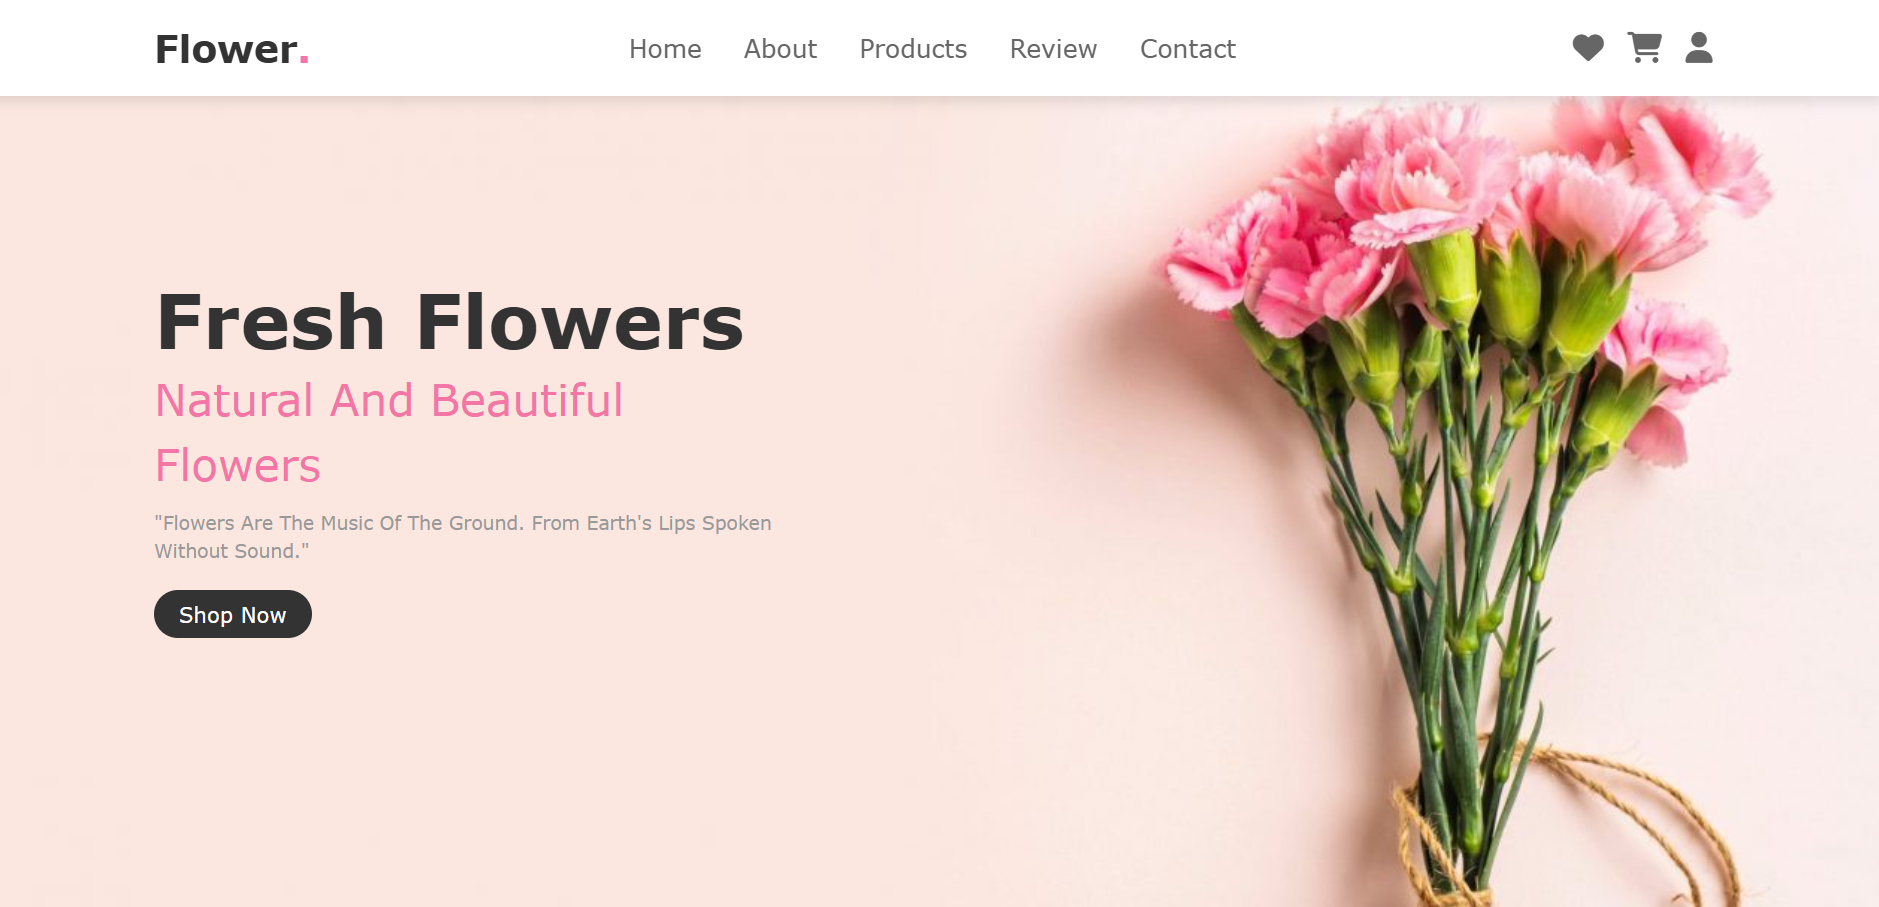 Flower.
Home About Products Review Contact
Fresh Flowers
Natural And Beautiful
Flowers
"Flowers Are The Music Of The Ground. From Earth's Lips Spoken
Without Sound."
Shop Now